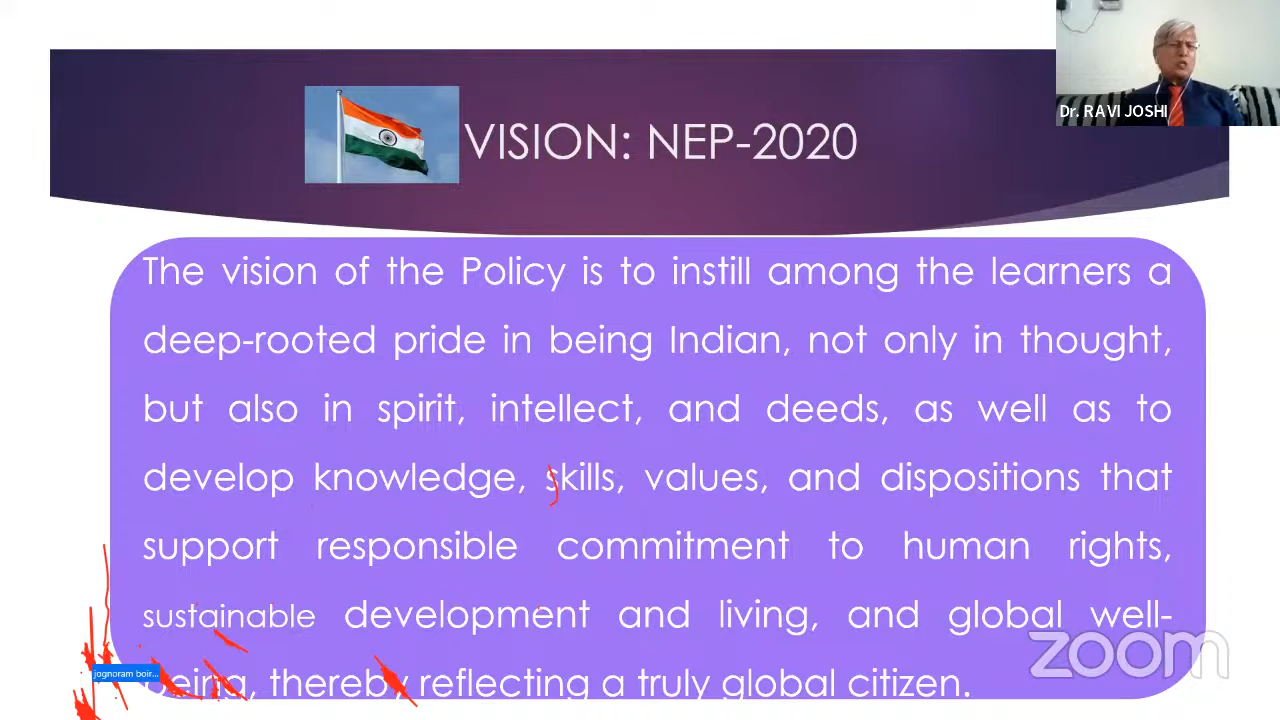 Dr. RAVI JOSHI
VISION: NEP-2020
The vision of the Policy is to instill among the learners a
deep-rooted pride in being Indian, not only in thought,
but also in spirit, intellect, and deeds, as well as to
develop knowledge, skills, values, and dispositions that
support responsible commitment to human rights,
sustainable development and living, and global well-
being, thereby reflecting a truly global citizen.
jognoram boir...
zoom